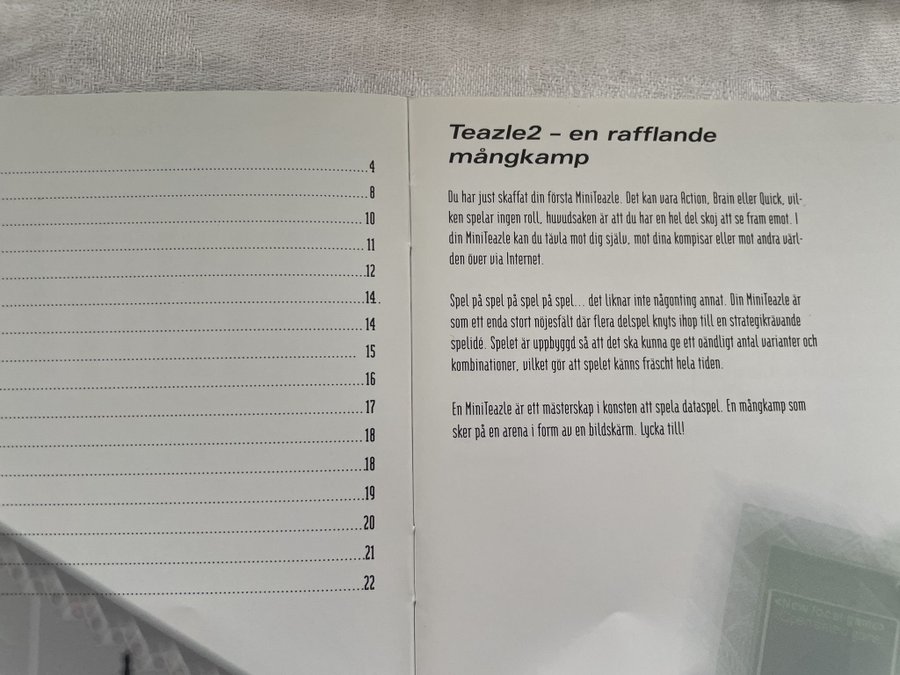 4
8
10
11
12
14
14
15
16
17
18
18
19
20
21
22
Teazle2 – en rafflande
mångkamp
Du har just skaffat din första MiniTeazle. Det kan vara Action, Brain eller Quick, vil-
ken spelar ingen roll, huvudsaken är att du har en hel del skoj att se fram emot. I
din MiniTeazle kan du tävla mot dig själv, mot dina kompisar eller mot andra värl-
den över via Internet.
Spel på spel på spel på spel... det liknar inte någonting annat. Din MiniTeazle är
som ett enda stort nöjesfält där flera delspel knyts ihop till en strategikrävande
spelidé. Spelet är uppbyggd så att det ska kunna ge ett oändligt antal varianter och
kombinationer, vilket gör att spelet känns fräscht hela tiden.
En MiniTeazle är ett mästerskap i konsten att spela dataspel. En mångkamp som
sker på en arena i form av en bildskärm. Lycka till!